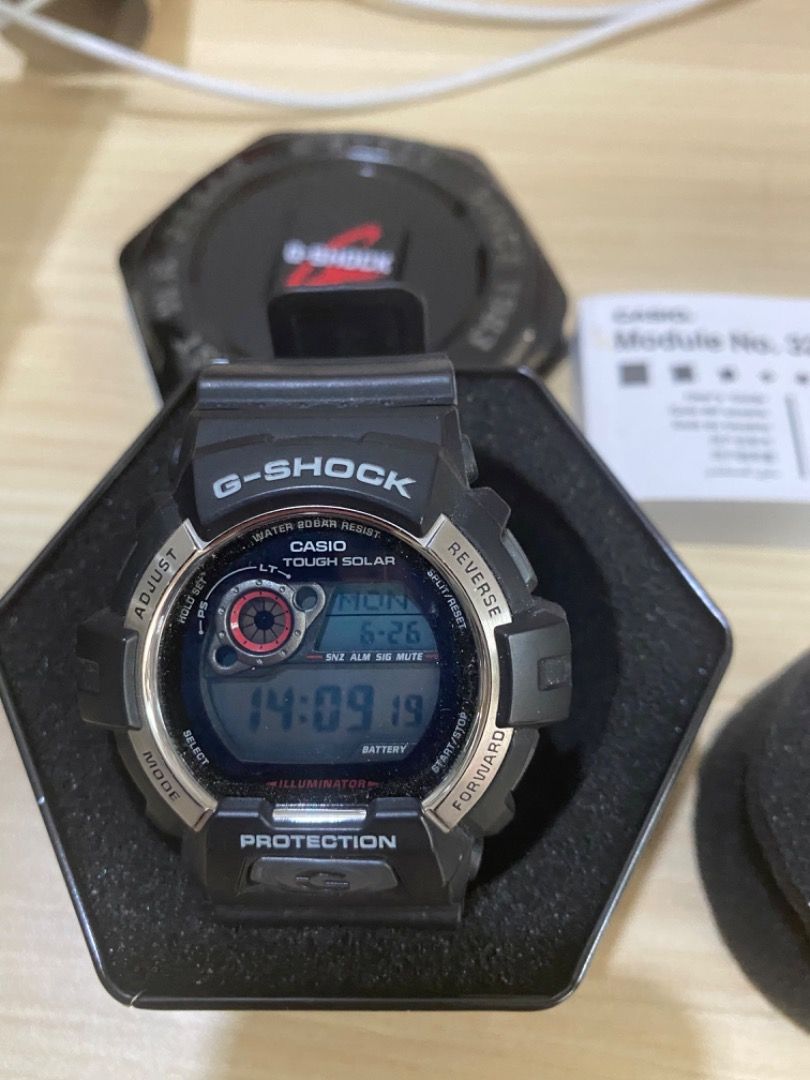 G-SHOCK
CASIO
Module No.
G-SHOCK
WATER 20BAR RESIST
CASIO
TOUGH SOLAR
ADJUST
REVERSE
HOLD SET
SPLIT/RESET
LT
PS
MON
6-26
SNZ ALM SIG MUTE
14:09 19
BATTERY
SELECT
START/STOP
MODE
FORWARD
ILLUMINATOR
PROTECTION
G